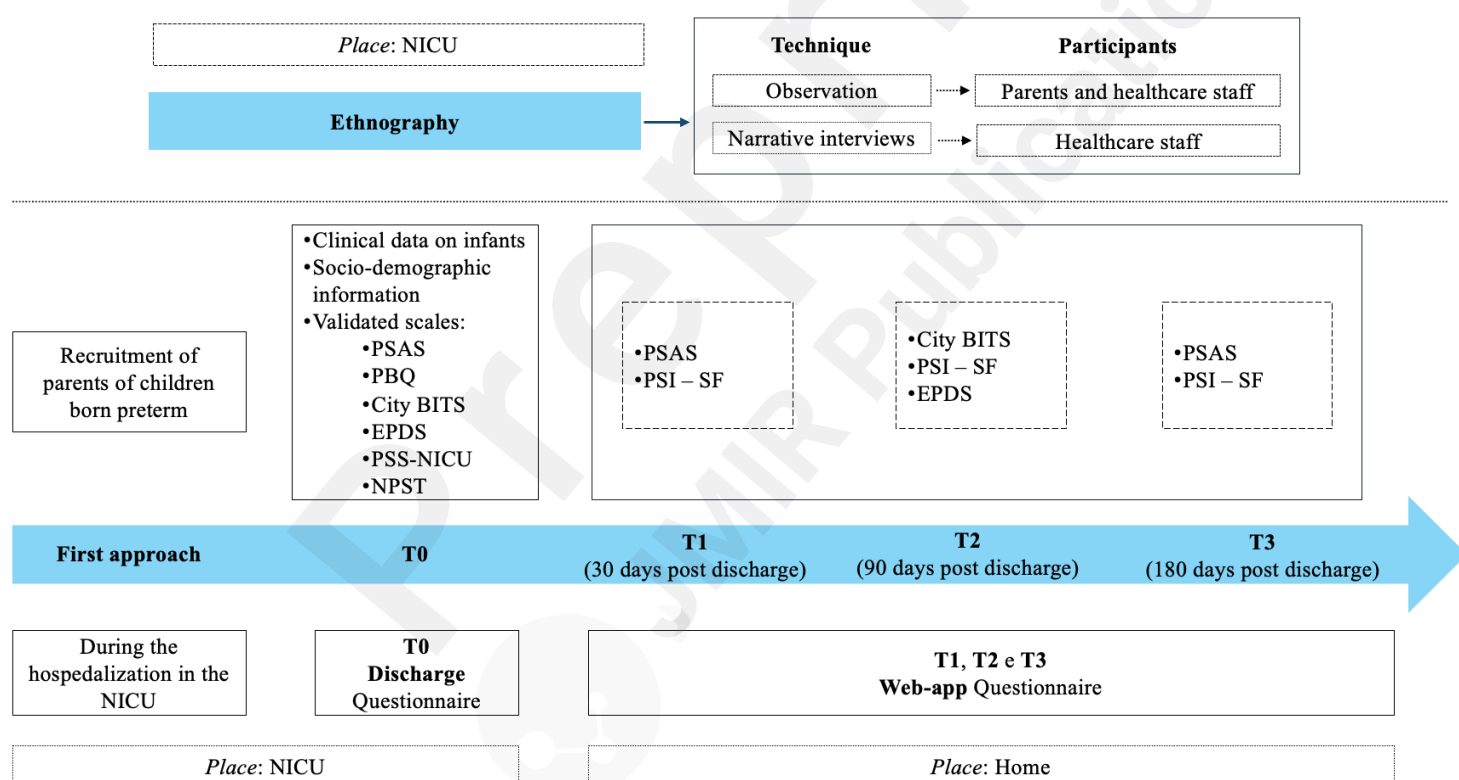 Place: NICU
Ethnography
Technique
Participants
Observation
Parents and healthcare staff
Narrative interviews
Healthcare staff
Recruitment of
parents of children
born preterm
•Clinical data on infants
•Socio-demographic
information
•Validated scales:
•PSAS
•PBQ
•City BITS
•EPDS
•PSS-NICU
•NPST
•PSAS
•PSI – SF
•City BITS
•PSI – SF
•EPDS
•PSAS
•PSI – SF
First approach
T0
T1
(30 days post discharge)
T2
(90 days post discharge)
T3
(180 days post discharge)
During the
hospedalization in the
NICU
T0
Discharge
Questionnaire
T1, T2 e T3
Web-app Questionnaire
Place: NICU
Place: Home
JMIR Publicatio
Prepr